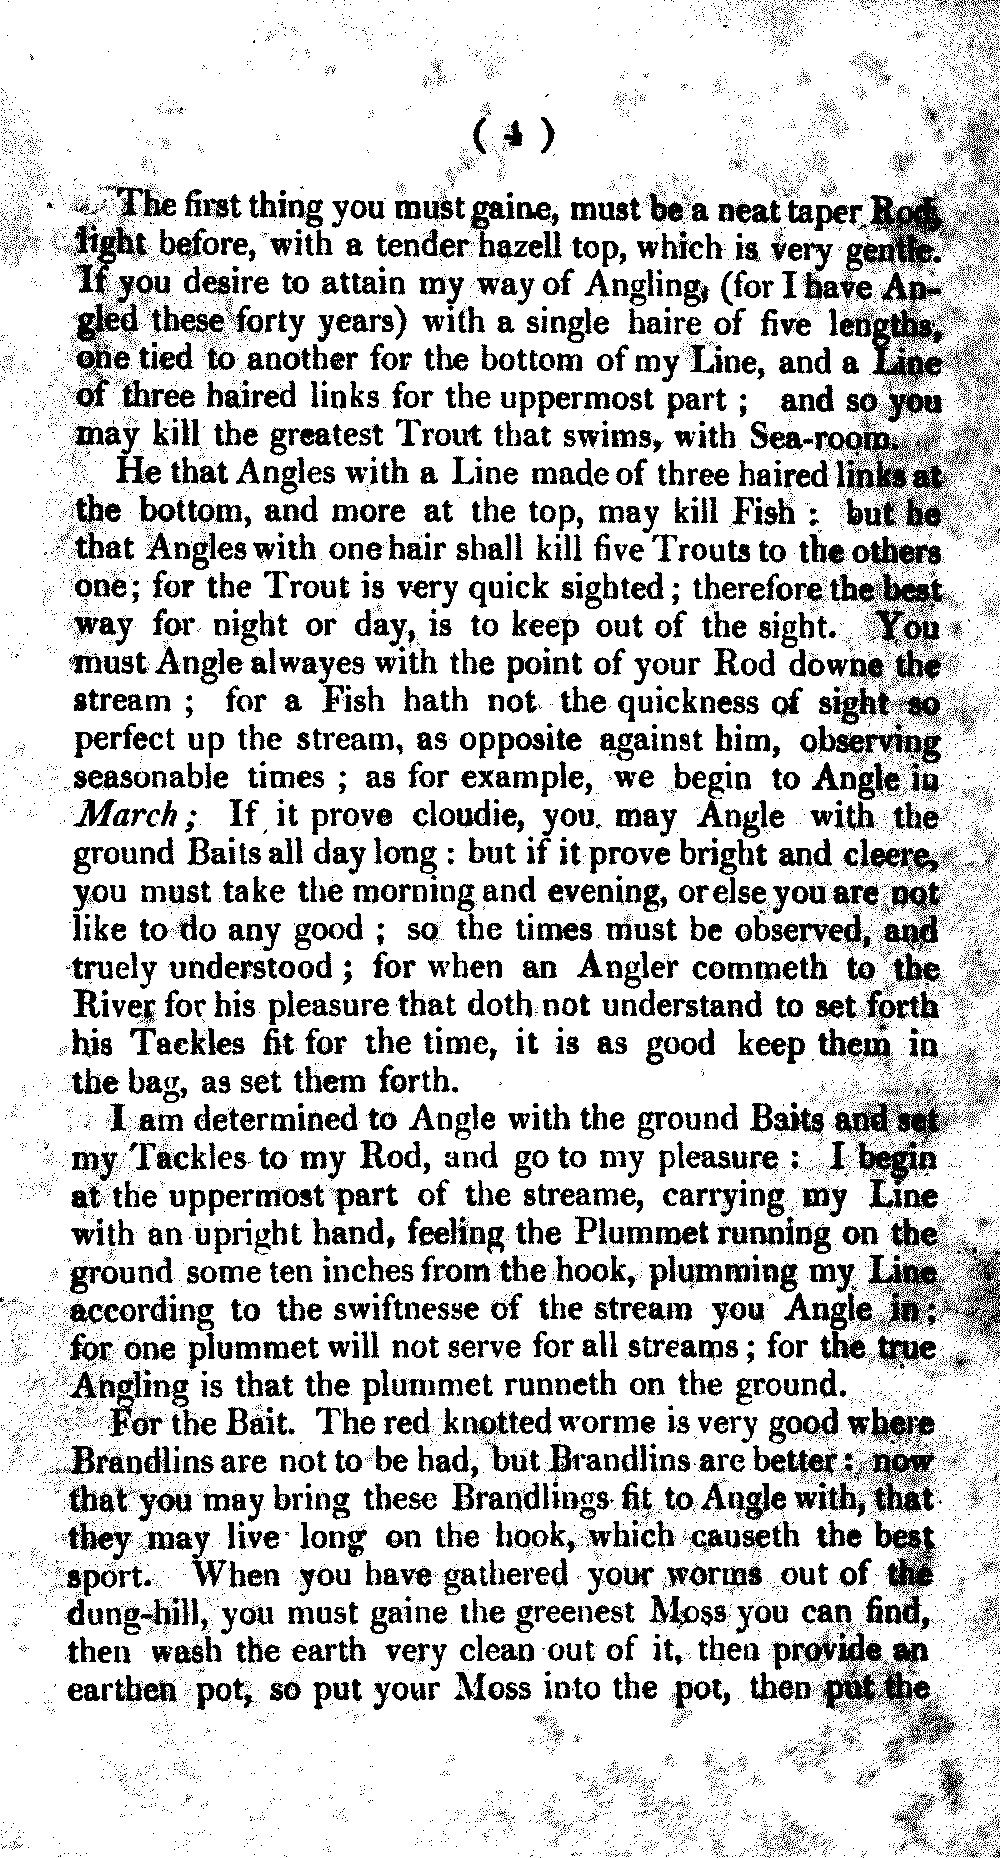 ( 4 )
The first thing you must gaine, must be a neat taper Rod,
light before, with a tender hazell top, which is very gentle.
If you desire to attain my way of Angling, (for I have An-
gled these forty years) with a single haire of five lengths,
one tied to another for the bottom of my Line, and a Line
of three haired links for the uppermost part ; and so you
may kill the greatest Trout that swims, with Sea-room.
He that Angles with a Line made of three haired links at
the bottom, and more at the top, may kill Fish : but he
that Angles with one hair shall kill five Trouts to the others
one; for the Trout is very quick sighted ; therefore the best
way for night or day, is to keep out of the sight. You
must Angle alwayes with the point of your Rod downe the
stream ; for a Fish hath not the quickness of sight so
perfect up the stream, as opposite against him, observing
seasonable times ; as for example, we begin to Angle in
March ; If it prove cloudie, you may Angle with the
ground Baits all day long : but if it prove bright and cleere,
you must take the morning and evening, or else you are not
like to do any good ; so the times must be observed, and
truely understood ; for when an Angler commeth to the
River for his pleasure that doth not understand to set forth
his Tackles fit for the time, it is as good keep them in
the bag, as set them forth.
I am determined to Angle with the ground Baits and set
my Tackles to my Rod, and go to my pleasure : I begin
at the uppermost part of the streame, carrying my Line
with an upright hand, feeling the Plummet running on the
ground some ten inches from the hook, plumming my Line
according to the swiftnesse of the stream you Angle in ;
for one plummet will not serve for all streams ; for the true
Angling is that the plummet runneth on the ground.
For the Bait. The red knotted worme is very good where
Brandlins are not to be had, but Brandlins are better : now
that you may bring these Brandlings fit to Angle with, that
they may live long on the hook, which causeth the best
sport. When you have gathered your worms out of the
dung-hill, you must gaine the greenest Moss you can find,
then wash the earth very clean out of it, then provide an
earthen pot, so put your Moss into the pot, then put the